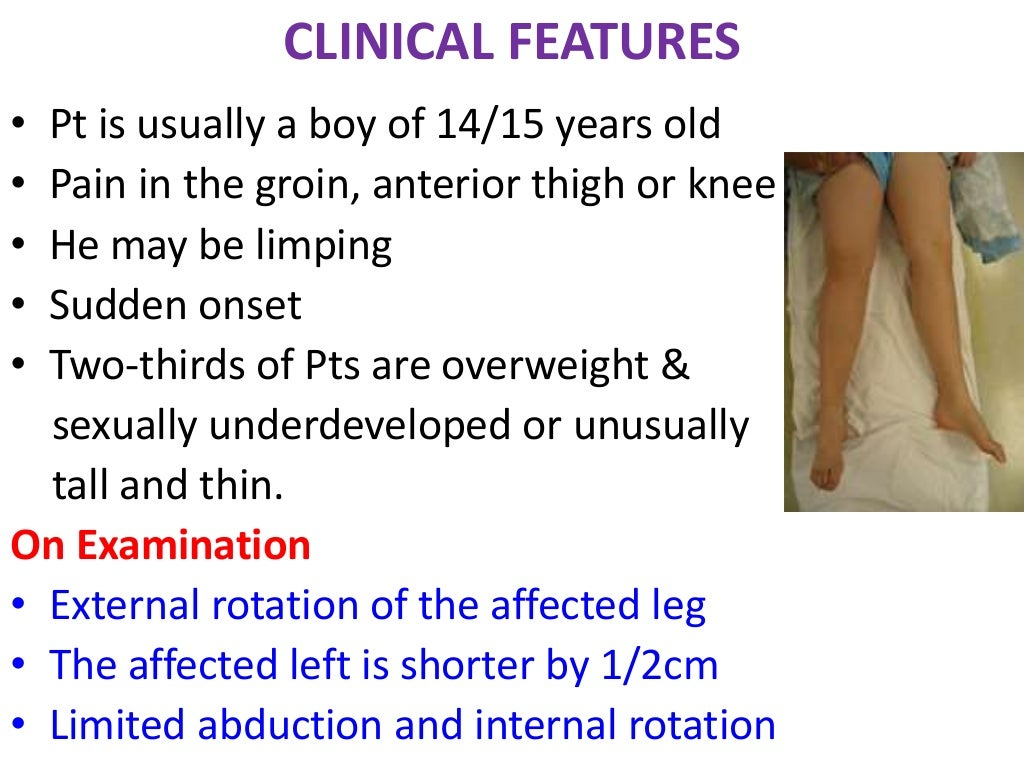 CLINICAL FEATURES
• Pt is usually a boy of 14/15 years old
• Pain in the groin, anterior thigh or knee
• He may be limping
• Sudden onset
• Two-thirds of Pts are overweight &
sexually underdeveloped or unusually
tall and thin.
On Examination
• External rotation of the affected leg
• The affected left is shorter by 1/2cm
• Limited abduction and internal rotation